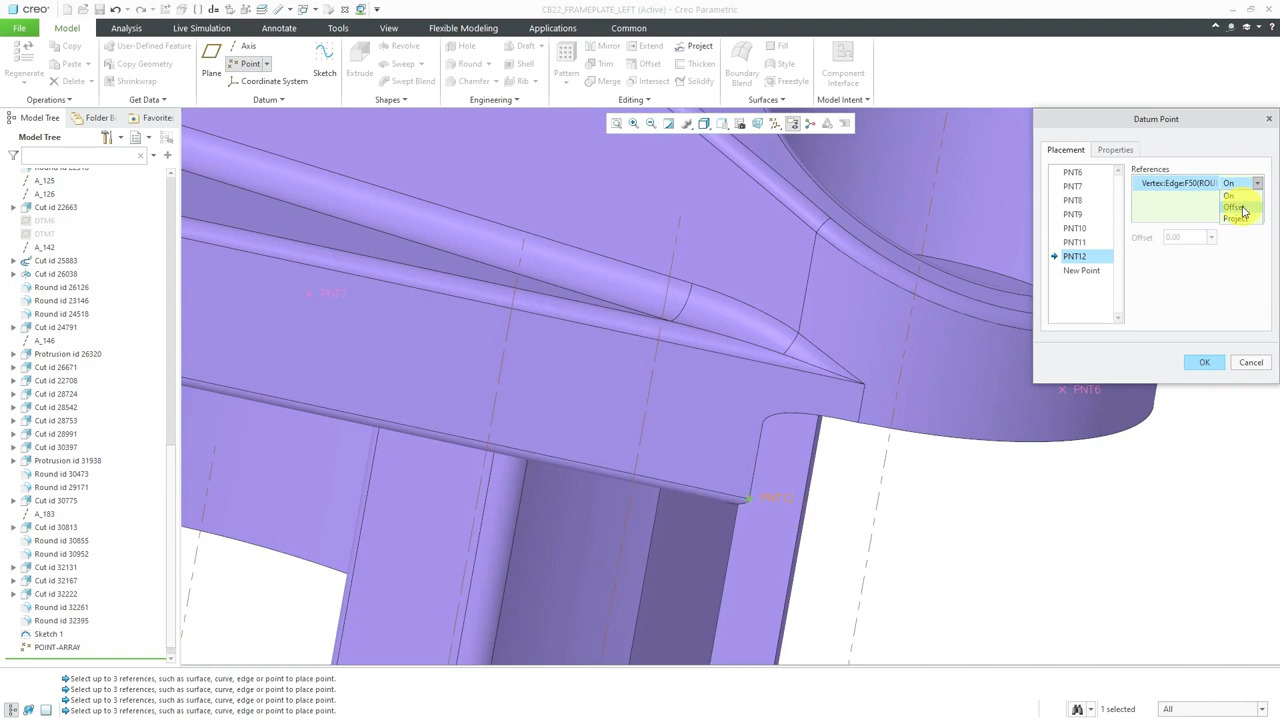 creo CB22_FRAMEPLATE_LEFT (Active) - Creo Parametric
File Model Analysis Live Simulation Annotate Tools View Flexible Modeling Applications Common
Regenerate Copy Paste Delete
Operations
User-Defined Feature Copy Geometry Shrinkwrap
Get Data
Plane Axis Point Coordinate System Sketch
Datum
Extrude Revolve Sweep Swept Blend
Shapes
Hole Round Chamfer Draft Shell Rib
Engineering
Pattern Mirror Trim Merge Extend Offset Intersect Project Thicken Solidify
Editing
Boundary Blend Fill Style Freestyle
Surfaces
Component Interface
Model Intent
Model Tree Folder B Favorite:
Model Tree
A_125
A_126
Cut id 22663
DTM6
DTM7
A_142
Cut id 25883
Cut id 26038
Round id 26126
Round id 23146
Round id 24518
Cut id 24791
A_146
Protrusion id 26320
Cut id 26671
Cut id 22708
Cut id 28724
Cut id 28542
Cut id 28753
Cut id 28991
Cut id 30397
Protrusion id 31938
Round id 30473
Round id 29171
Cut id 30775
A_183
Cut id 30813
Round id 30855
Round id 30952
Cut id 32131
Cut id 32167
Cut id 32222
Round id 32261
Round id 32395
Sketch 1
POINT-ARRAY
PNT7
PNT6
PNT12
Datum Point
Placement Properties
PNT6
PNT7
PNT8
PNT9
PNT10
PNT11
PNT12
New Point
References
Vertex:Edge:F50(ROU On
On
Offset
Project
Offset 0.00
OK Cancel
Select up to 3 references, such as surface, curve, edge or point to place point.
Select up to 3 references, such as surface, curve, edge or point to place point.
Select up to 3 references, such as surface, curve, edge or point to place point.
Select up to 3 references, such as surface, curve, edge or point to place point.
1 selected All